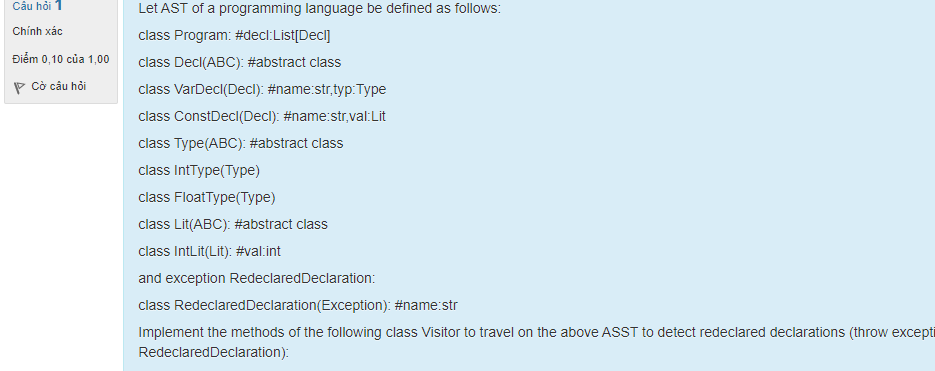 Câu hỏi 1
Chính xác
Điểm 0,10 của 1,00
Cờ câu hỏi
Let AST of a programming language be defined as follows:
class Program: #decl:List[Decl]
class Decl(ABC): #abstract class
class VarDecl(Decl): #name:str,typ:Type
class ConstDecl(Decl): #name:str,val:Lit
class Type(ABC): #abstract class
class IntType(Type)
class FloatType(Type)
class Lit(ABC): #abstract class
class IntLit(Lit): #val:int
and exception RedeclaredDeclaration:
class RedeclaredDeclaration(Exception): #name:str
Implement the methods of the following class Visitor to travel on the above ASST to detect redeclared declarations (throw excepti
RedeclaredDeclaration):